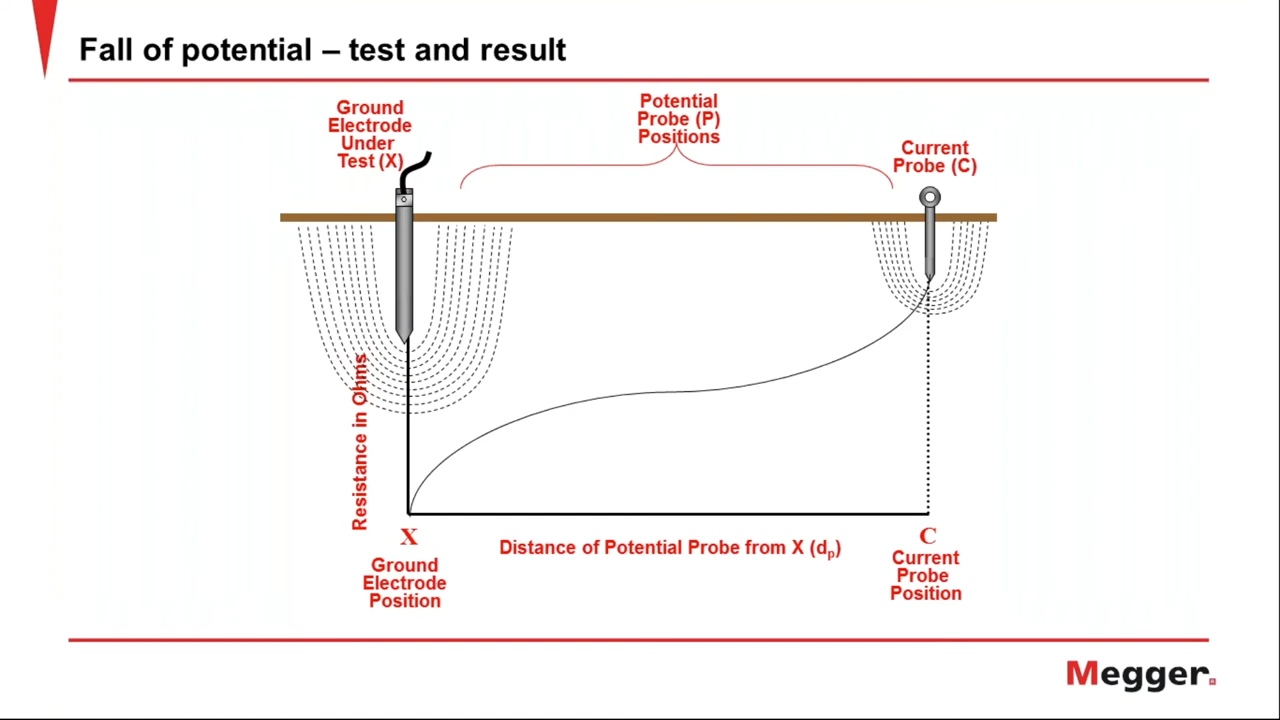 Fall of potential – test and result
Ground
Electrode
Under
Test (X)
Potential
Probe (P)
Positions
Current
Probe (C)
Resistance in Ohms
X
Ground
Electrode
Position
Distance of Potential Probe from X (dp)
C
Current
Probe
Position
Megger.